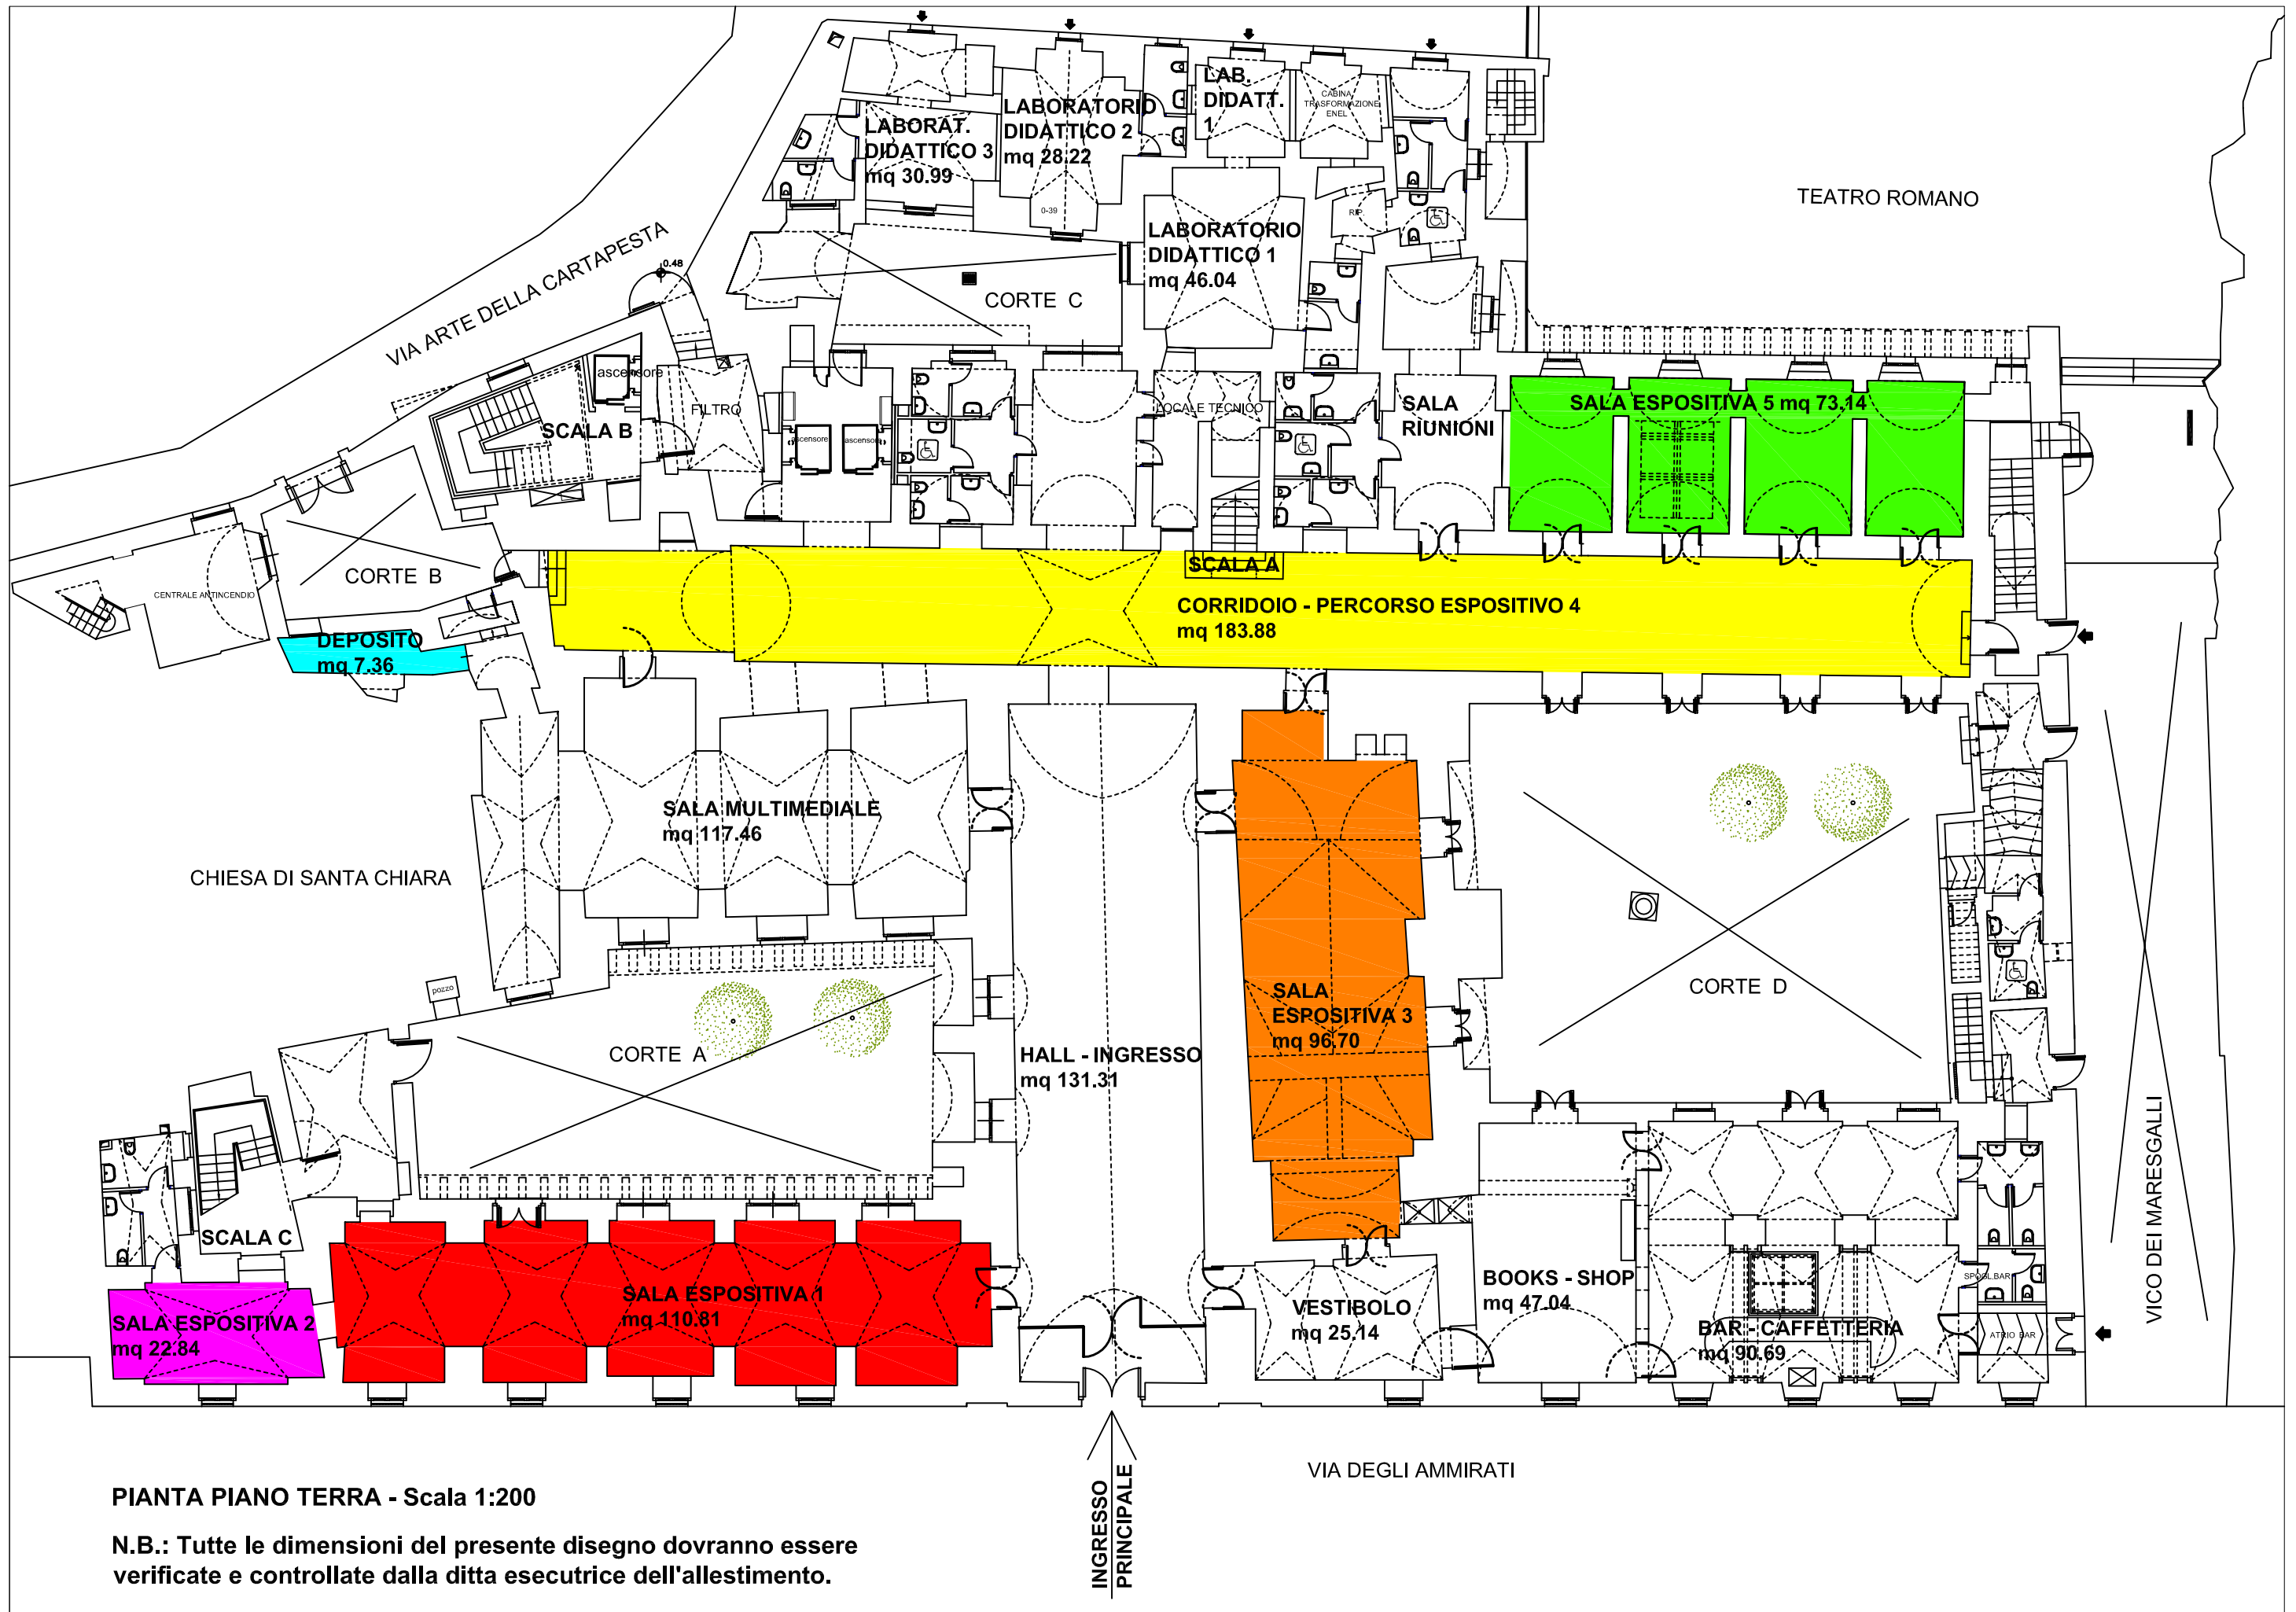 LAB.
DIDATT.
1
CABINA
TRASFORMAZIONE
ENEL
LABORATORIO
DIDATTICO 2
mq 28.22
LABORAT.
DIDATTICO 3
mq 30.99
0-39
RIP.
TEATRO ROMANO
LABORATORIO
DIDATTICO 1
mq 46.04
VIA ARTE DELLA CARTAPESTA
0.48
CORTE C
ascensore
FILTRO
SCALA B
ascensore
ascensore
LOCALE TECNICO
SALA
RIUNIONI
SALA ESPOSITIVA 5 mq 73.14
CORTE B
CENTRALE ANTINCENDIO
SCALA A
CORRIDOIO - PERCORSO ESPOSITIVO 4
mq 183.88
DEPOSITO
mq 7.36
SALA MULTIMEDIALE
mq 117.46
CHIESA DI SANTA CHIARA
pozzo
CORTE A
HALL - INGRESSO
mq 131.31
SALA
ESPOSITIVA 3
mq 96.70
CORTE D
VICO DEI MARESGALLI
SCALA C
SALA ESPOSITIVA 2
mq 22.84
SALA ESPOSITIVA 1
mq 110.81
VESTIBOLO
mq 25.14
BOOKS - SHOP
mq 47.04
BAR - CAFFETTERIA
mq 90.69
SPOGL.BAR
ATRIO BAR
INGRESSO
PRINCIPALE
VIA DEGLI AMMIRATI
PIANTA PIANO TERRA - Scala 1:200
N.B.: Tutte le dimensioni del presente disegno dovranno essere
verificate e controllate dalla ditta esecutrice dell'allestimento.